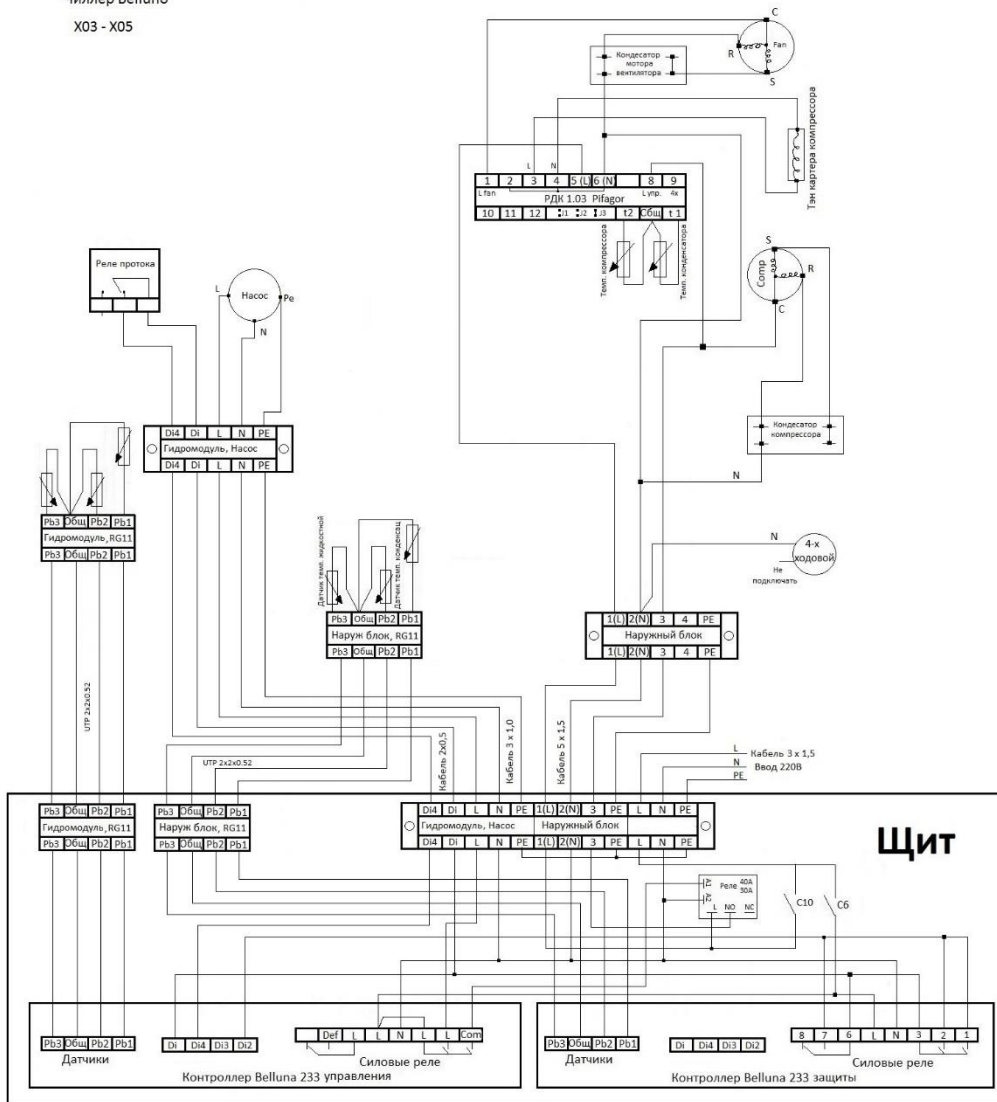 Чиллер Belluno
X03 - X05
C
Кондесатор
мотора
вентилятора
R
Fan
S
Тэн картера компрессора
L
N
1 2 3 4 5 (L) 6 (N) 8 9
L fan
L упр.
4x
РДК 1.03 Pifagor
10 11 12 J1 J2 J3 t2 Общ t 1
Темп. компрессора
Темп. конденсатора
Реле протока
L
Насос
Pe
N
S
Comp
R
C
Di4 Di L N PE
Гидромодуль, Насос
Di4 Di L N PE
Кондесатор
компрессора
N
Pb3 Общ Pb2 Pb1
Гидромодуль,RG11
Pb3 Общ Pb2 Pb1
Датчик темп. жидкостной
Датчик темп. конденсац
N
4-х
ходовой
Не
подключать
Pb3 Общ Pb2 Pb1
Наруж блок, RG11
Pb3 Общ Pb2 Pb1
1(L) 2(N) 3 4 PE
Наружный блок
1(L) 2(N) 3 4 PE
UTP 2x2x0.52
UTP 2x2x0.52
Кабель 2x0,5
Кабель 3 x 1,0
Кабель 5 x 1,5
L
Кабель 3 x 1,5
N
Ввод 220В
PE
Pb3 Общ Pb2 Pb1
Гидромодуль,RG11
Pb3 Общ Pb2 Pb1
Pb3 Общ Pb2 Pb1
Наруж блок, RG11
Pb3 Общ Pb2 Pb1
Di4 Di L N PE 1(L) 2(N) 3 PE L N PE
Гидромодуль, Насос Наружный блок
Di4 Di L N PE 1(L) 2(N) 3 PE L N PE
Щит
A1
A2
Реле
40A
30A
L NO NC
C10
C6
Pb3 Общ Pb2 Pb1
Датчики
Di Di4 Di3 Di2
Def L L N L L Com
Силовые реле
Контроллер Belluna 233 управления
Pb3 Общ Pb2 Pb1
Датчики
Di Di4 Di3 Di2
8 7 6 L N 3 2 1
Силовые реле
Контроллер Belluna 233 защиты